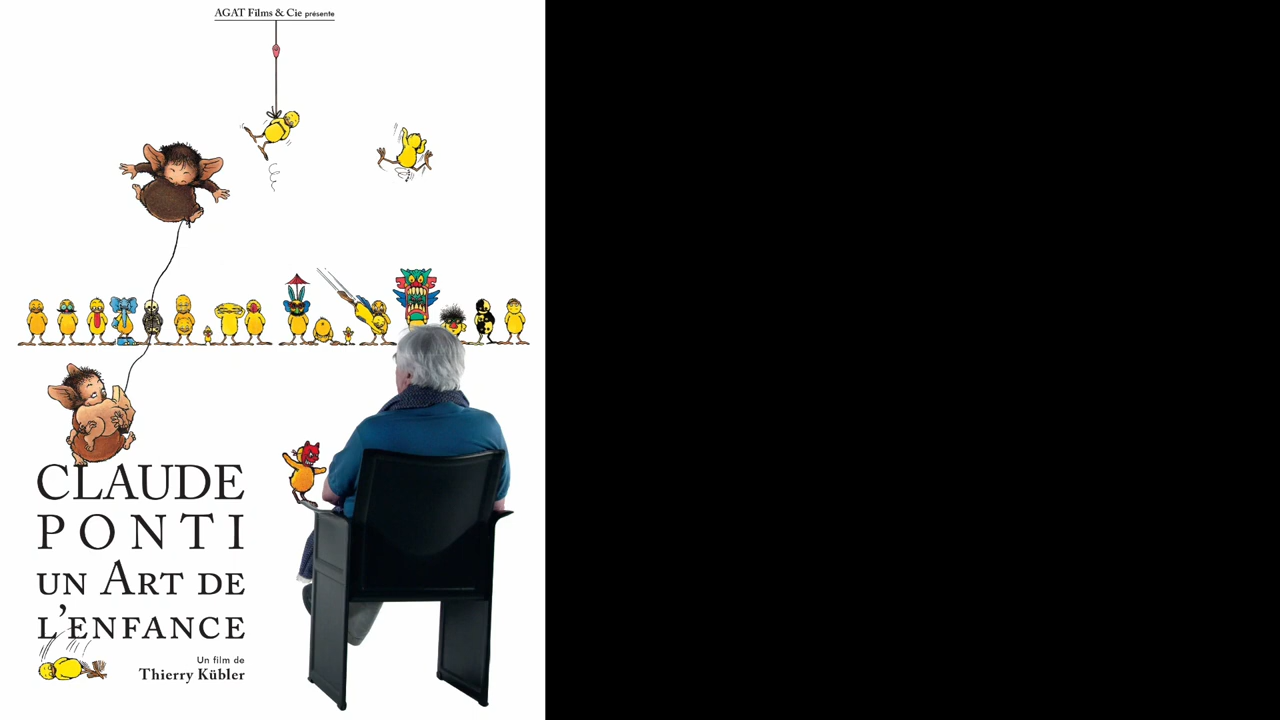 AGAT Films & Cie présente
CLAUDE
PONTI
UN ART DE
L'ENFANCE
Un film de
Thierry Kübler